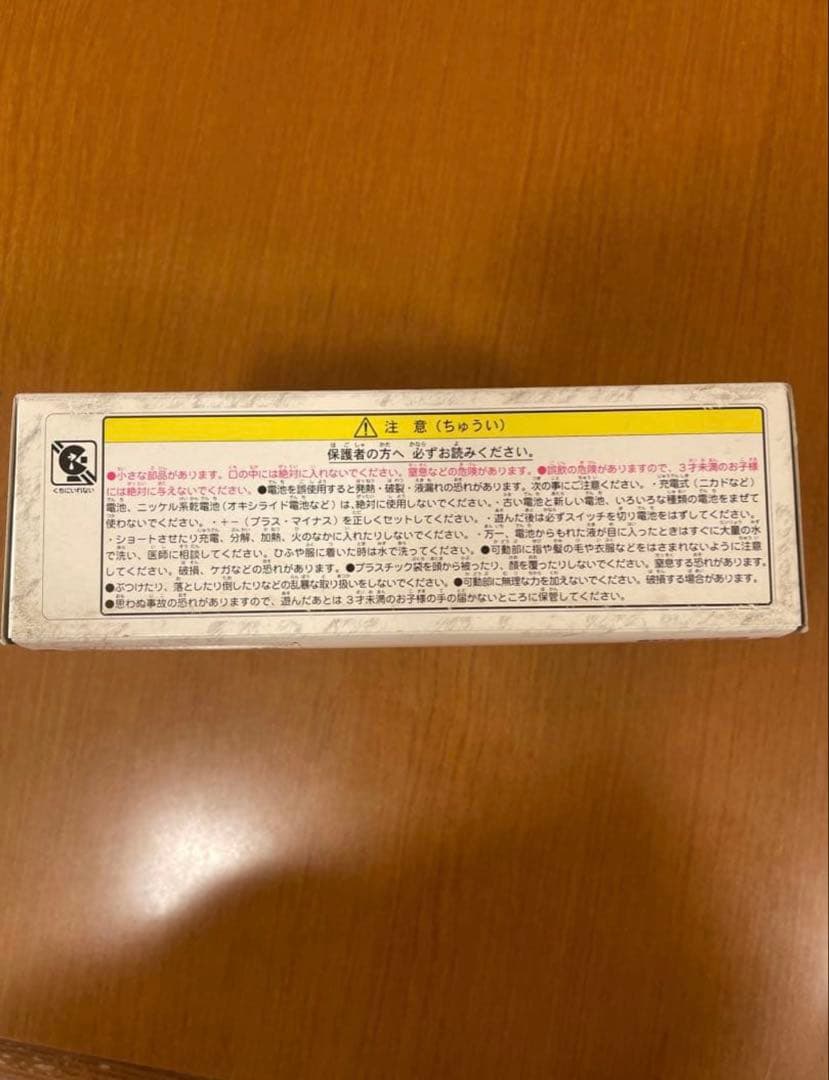 注 意(ちゅうい)
保護者の方へ 必ずお読みください。
くちにいれない
●小さな部品があります。口の中には絶対に入れないでください。窒息などの危険があります。●誤飲の危険がありますので、3才未満のお子様
には絶対に与えないでください。●電池を誤使用すると発熱・破裂・液漏れの恐れがあります。次の事にご注意ください。・充電式(ニカドなど)
電池、ニッケル系乾電池(オキシライド電池など)は、絶対に使用しないでください。・古い電池と新しい電池、いろいろな種類の電池をまぜて
使わないでください。・+−(プラス・マイナス)を正しくセットしてください。・遊んだ後は必ずスイッチを切り電池をはずしてください。
・ショートさせたり充電、分解、加熱、火のなかに入れたりしないでください。・万一、電池からもれた液が目に入ったときはすぐに大量の水
で洗い、医師に相談してください。ひふや服に着いた時は水で洗ってください。●可動部に指や髪の毛や衣服などをはさまれないように注意
してください。破損、ケガなどの恐れがあります。●プラスチック袋を頭から被ったり、顔を覆ったりしないでください。窒息する恐れがあります。
●ぶつけたり、落としたり倒したりなどの乱暴な取り扱いをしないでください。●可動部に無理な力を加えないでください。破損する場合があります。
●思わぬ事故の恐れがありますので、遊んだあとは3才未満のお子様の手の届かないところに保管してください。